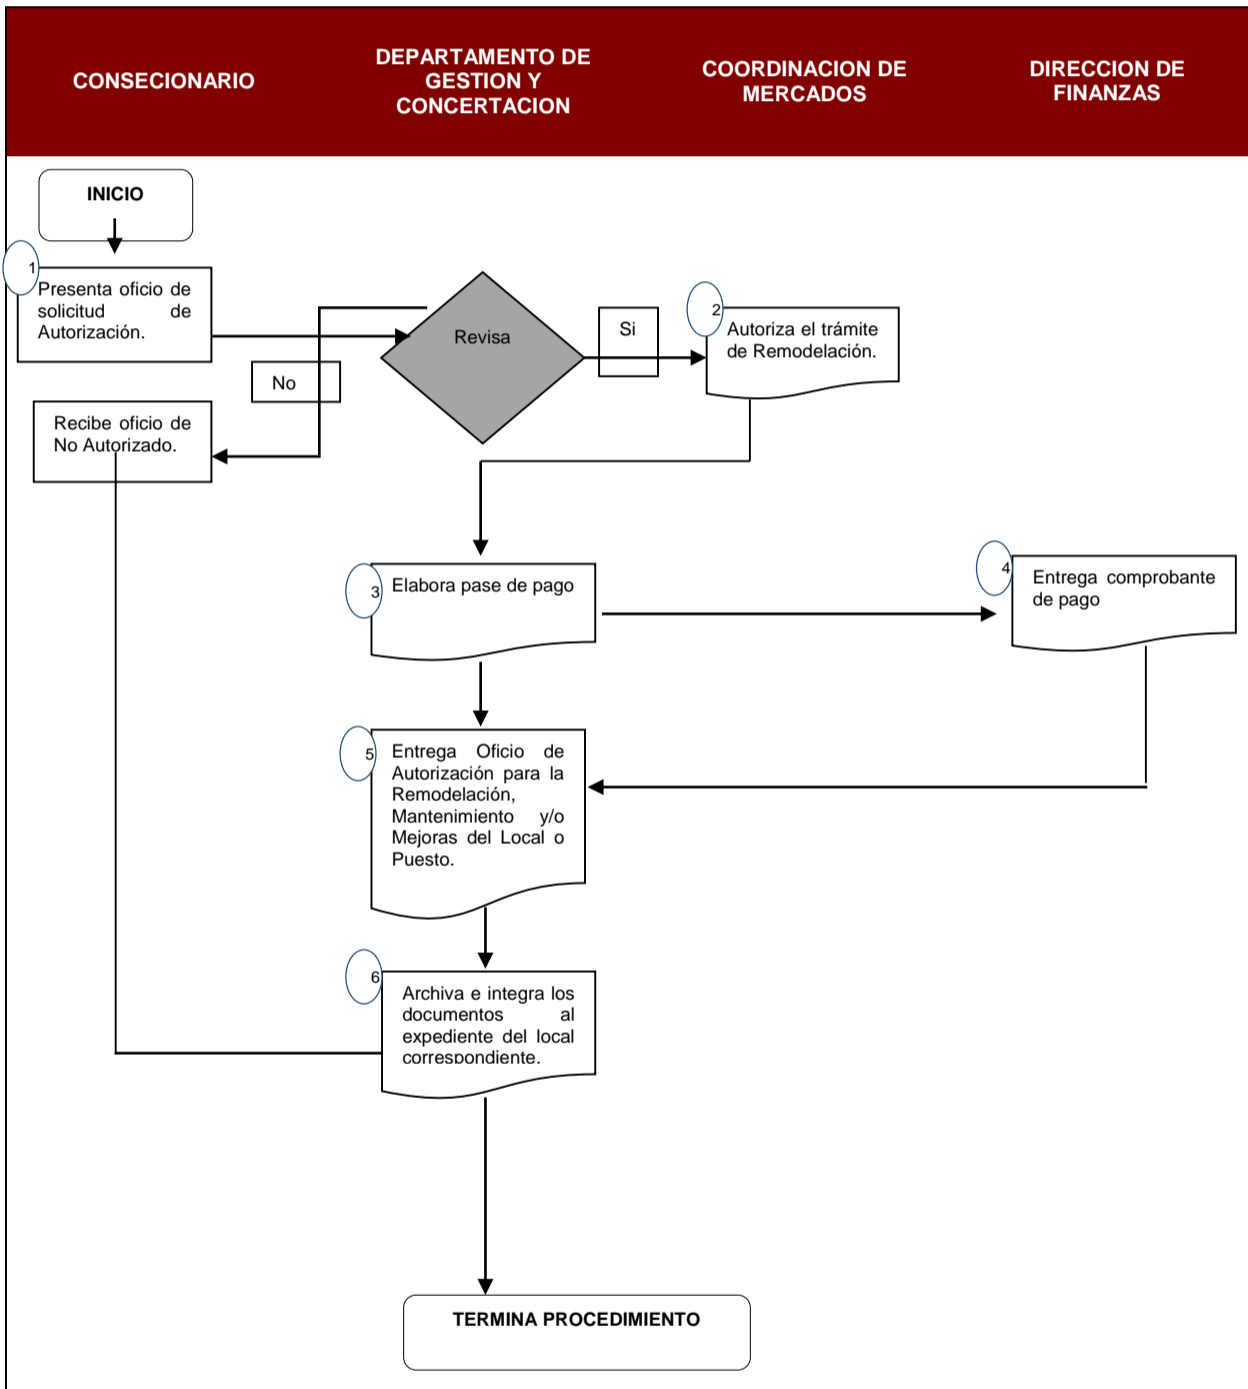 CONSECIONARIO
DEPARTAMENTO DE
GESTION Y
CONCERTACION
COORDINACION DE
MERCADOS
DIRECCION DE
FINANZAS
INICIO
1
Presenta oficio de
solicitud de
Autorización.
Revisa
Si
2
Autoriza el trámite
de Remodelación.
No
Recibe oficio de
No Autorizado.
3
Elabora pase de pago
4
Entrega comprobante
de pago
5
Entrega Oficio de
Autorización para la
Remodelación,
Mantenimiento y/o
Mejoras del Local o
Puesto.
6
Archiva e integra los
documentos al
expediente del local
correspondiente.
TERMINA PROCEDIMIENTO